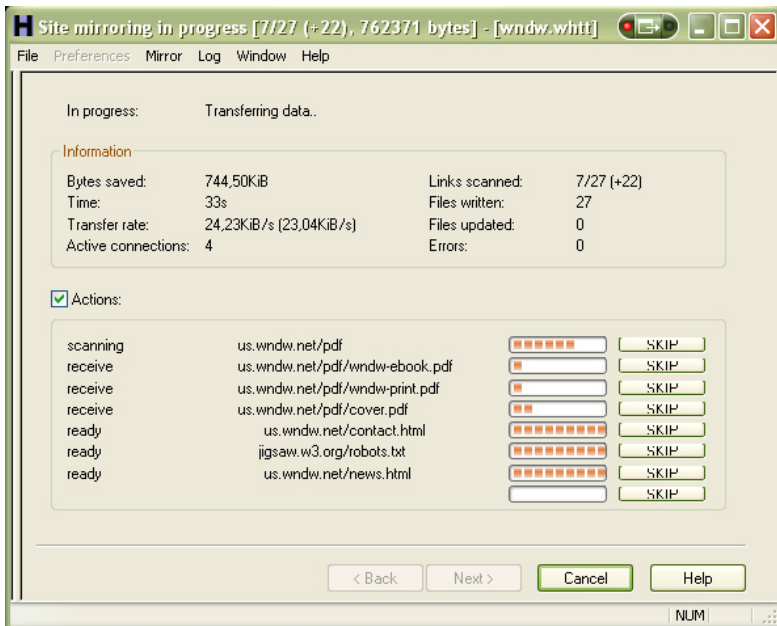 H Site mirroring in progress [7/27 (+22), 762371 bytes] - [wndw.whtt]
File Preferences Mirror Log Window Help
In progress: Transferring data..
Information
Bytes saved: 744,50KiB Links scanned: 7/27 (+22)
Time: 33s Files written: 27
Transfer rate: 24,23KiB/s (23,04KiB/s) Files updated: 0
Active connections: 4 Errors: 0
Actions:
scanning us.wndw.net/pdf SKIP
receive us.wndw.net/pdf/wndw-ebook.pdf SKIP
receive us.wndw.net/pdf/wndw-print.pdf SKIP
receive us.wndw.net/pdf/cover.pdf SKIP
ready us.wndw.net/contact.html SKIP
ready jigsaw.w3.org/robots.txt SKIP
ready us.wndw.net/news.html SKIP
SKIP
< Back Next > Cancel Help
NUM